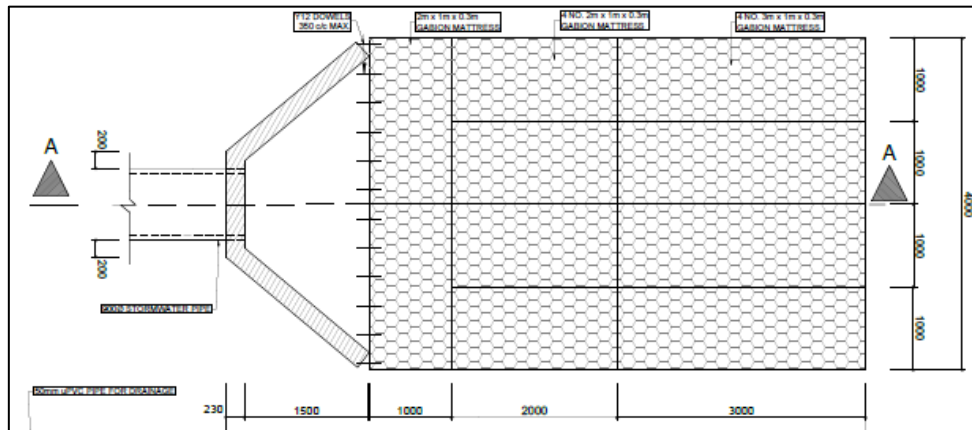 Y12 DOWELS
350 c/c MAX.
2m x 1m x 0.3m
GABION MATTRESS
4 NO. 2m x 1m x 0.3m
GABION MATTRESS
4 NO. 3m x 1m x 0.3m
GABION MATTRESS
A
A
200
200
1000
1000
1000
1000
4000
STORMWATER PIPE
50mm uPVC PIPE FOR DRAINAGE
230
1500
1000
2000
3000